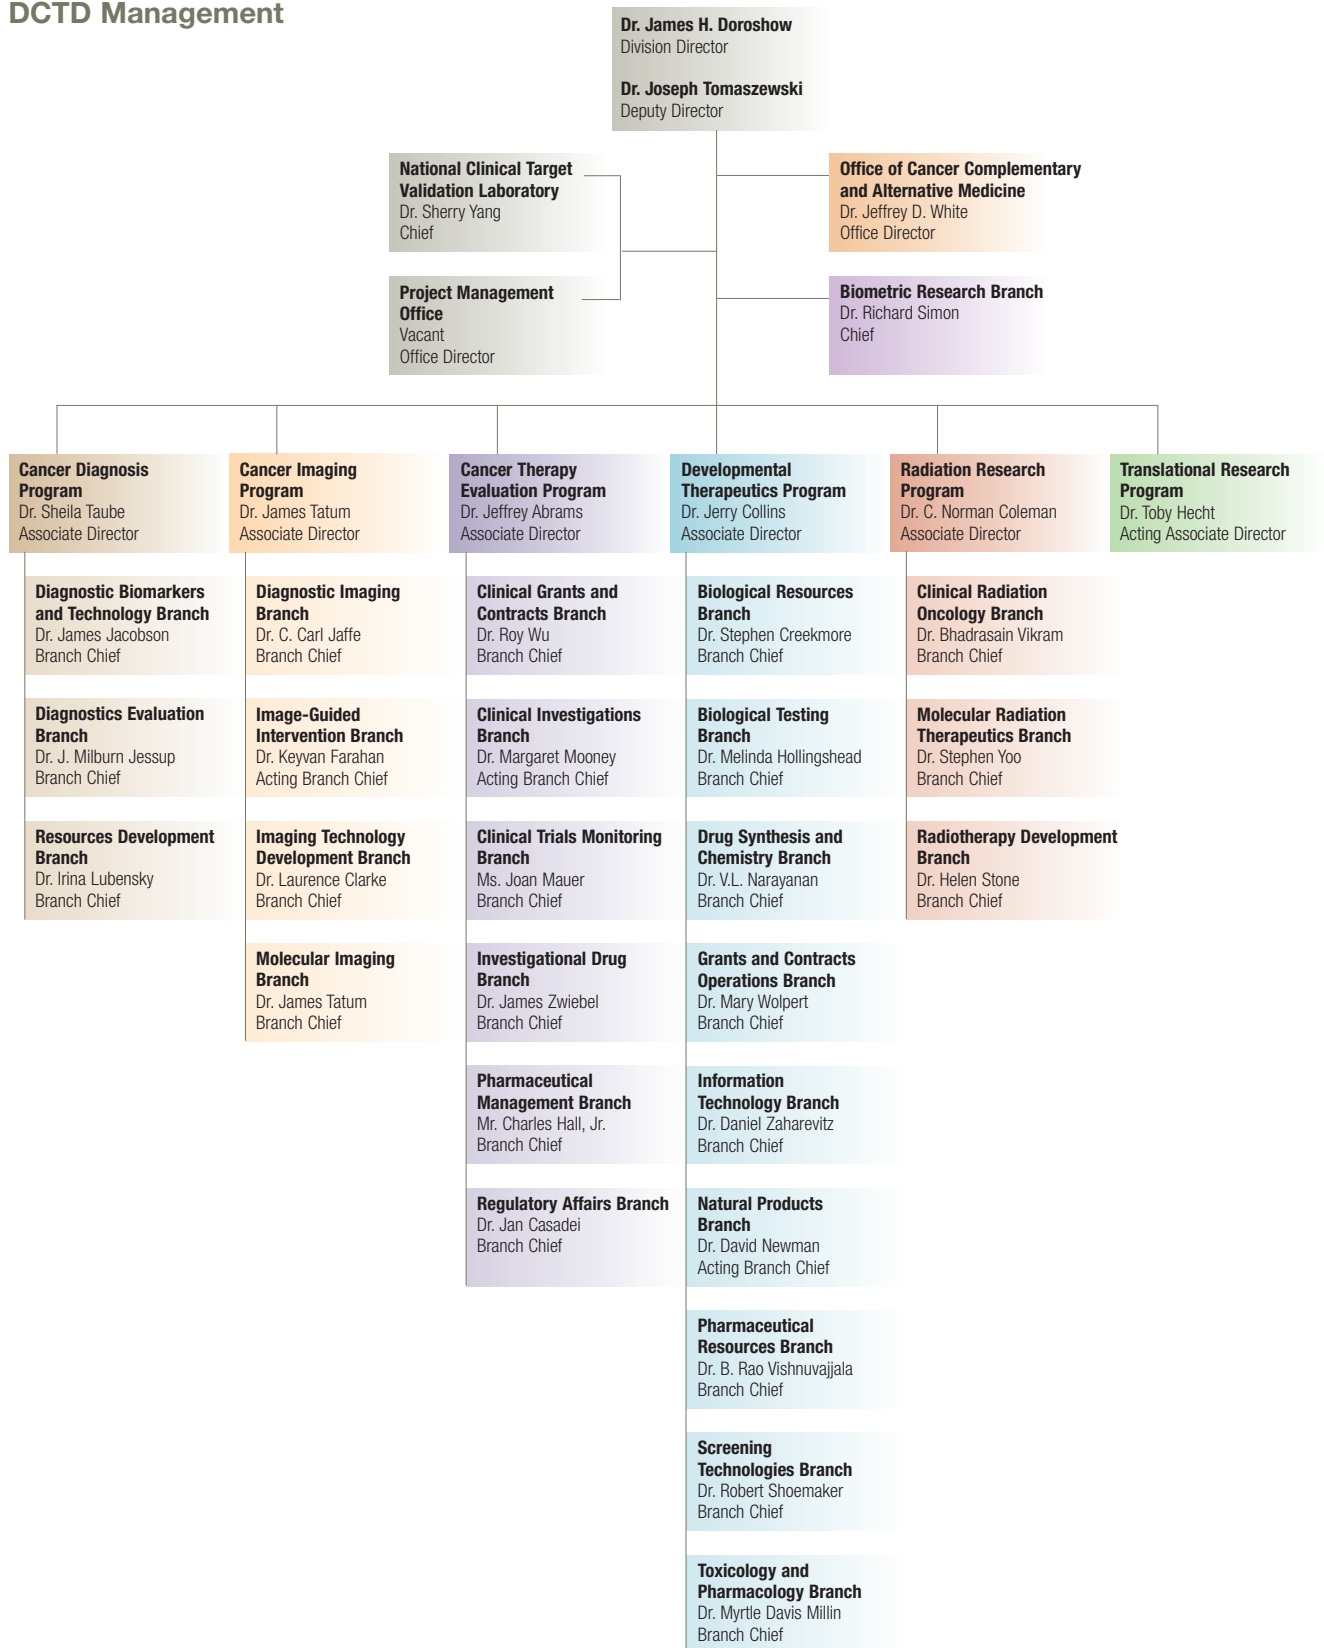 DCTD Management
Dr. James H. Doroshow
Division Director
Dr. Joseph Tomaszewski
Deputy Director
National Clinical Target
Validation Laboratory
Dr. Sherry Yang
Chief
Office of Cancer Complementary
and Alternative Medicine
Dr. Jeffrey D. White
Office Director
Project Management
Office
Vacant
Office Director
Biometric Research Branch
Dr. Richard Simon
Chief
Cancer Diagnosis
Program
Dr. Sheila Taube
Associate Director
Diagnostic Biomarkers
and Technology Branch
Dr. James Jacobson
Branch Chief
Diagnostics Evaluation
Branch
Dr. J. Milburn Jessup
Branch Chief
Resources Development
Branch
Dr. Irina Lubensky
Branch Chief
Cancer Imaging
Program
Dr. James Tatum
Associate Director
Diagnostic Imaging
Branch
Dr. C. Carl Jaffe
Branch Chief
Image-Guided
Intervention Branch
Dr. Keyvan Farahan
Acting Branch Chief
Imaging Technology
Development Branch
Dr. Laurence Clarke
Branch Chief
Molecular Imaging
Branch
Dr. James Tatum
Branch Chief
Cancer Therapy
Evaluation Program
Dr. Jeffrey Abrams
Associate Director
Clinical Grants and
Contracts Branch
Dr. Roy Wu
Branch Chief
Clinical Investigations
Branch
Dr. Margaret Mooney
Acting Branch Chief
Clinical Trials Monitoring
Branch
Ms. Joan Mauer
Branch Chief
Investigational Drug
Branch
Dr. James Zwiebel
Branch Chief
Pharmaceutical
Management Branch
Mr. Charles Hall, Jr.
Branch Chief
Regulatory Affairs Branch
Dr. Jan Casadei
Branch Chief
Developmental
Therapeutics Program
Dr. Jerry Collins
Associate Director
Biological Resources
Branch
Dr. Stephen Creekmore
Branch Chief
Biological Testing
Branch
Dr. Melinda Hollingshead
Branch Chief
Drug Synthesis and
Chemistry Branch
Dr. V.L. Narayanan
Branch Chief
Grants and Contracts
Operations Branch
Dr. Mary Wolpert
Branch Chief
Information
Technology Branch
Dr. Daniel Zaharevitz
Branch Chief
Natural Products
Branch
Dr. David Newman
Acting Branch Chief
Pharmaceutical
Resources Branch
Dr. B. Rao Vishnuvajjala
Branch Chief
Screening
Technologies Branch
Dr. Robert Shoemaker
Branch Chief
Toxicology and
Pharmacology Branch
Dr. Myrtle Davis Millin
Branch Chief
Radiation Research
Program
Dr. C. Norman Coleman
Associate Director
Clinical Radiation
Oncology Branch
Dr. Bhadrasain Vikram
Branch Chief
Molecular Radiation
Therapeutics Branch
Dr. Stephen Yoo
Branch Chief
Radiotherapy Development
Branch
Dr. Helen Stone
Branch Chief
Translational Research
Program
Dr. Toby Hecht
Acting Associate Director